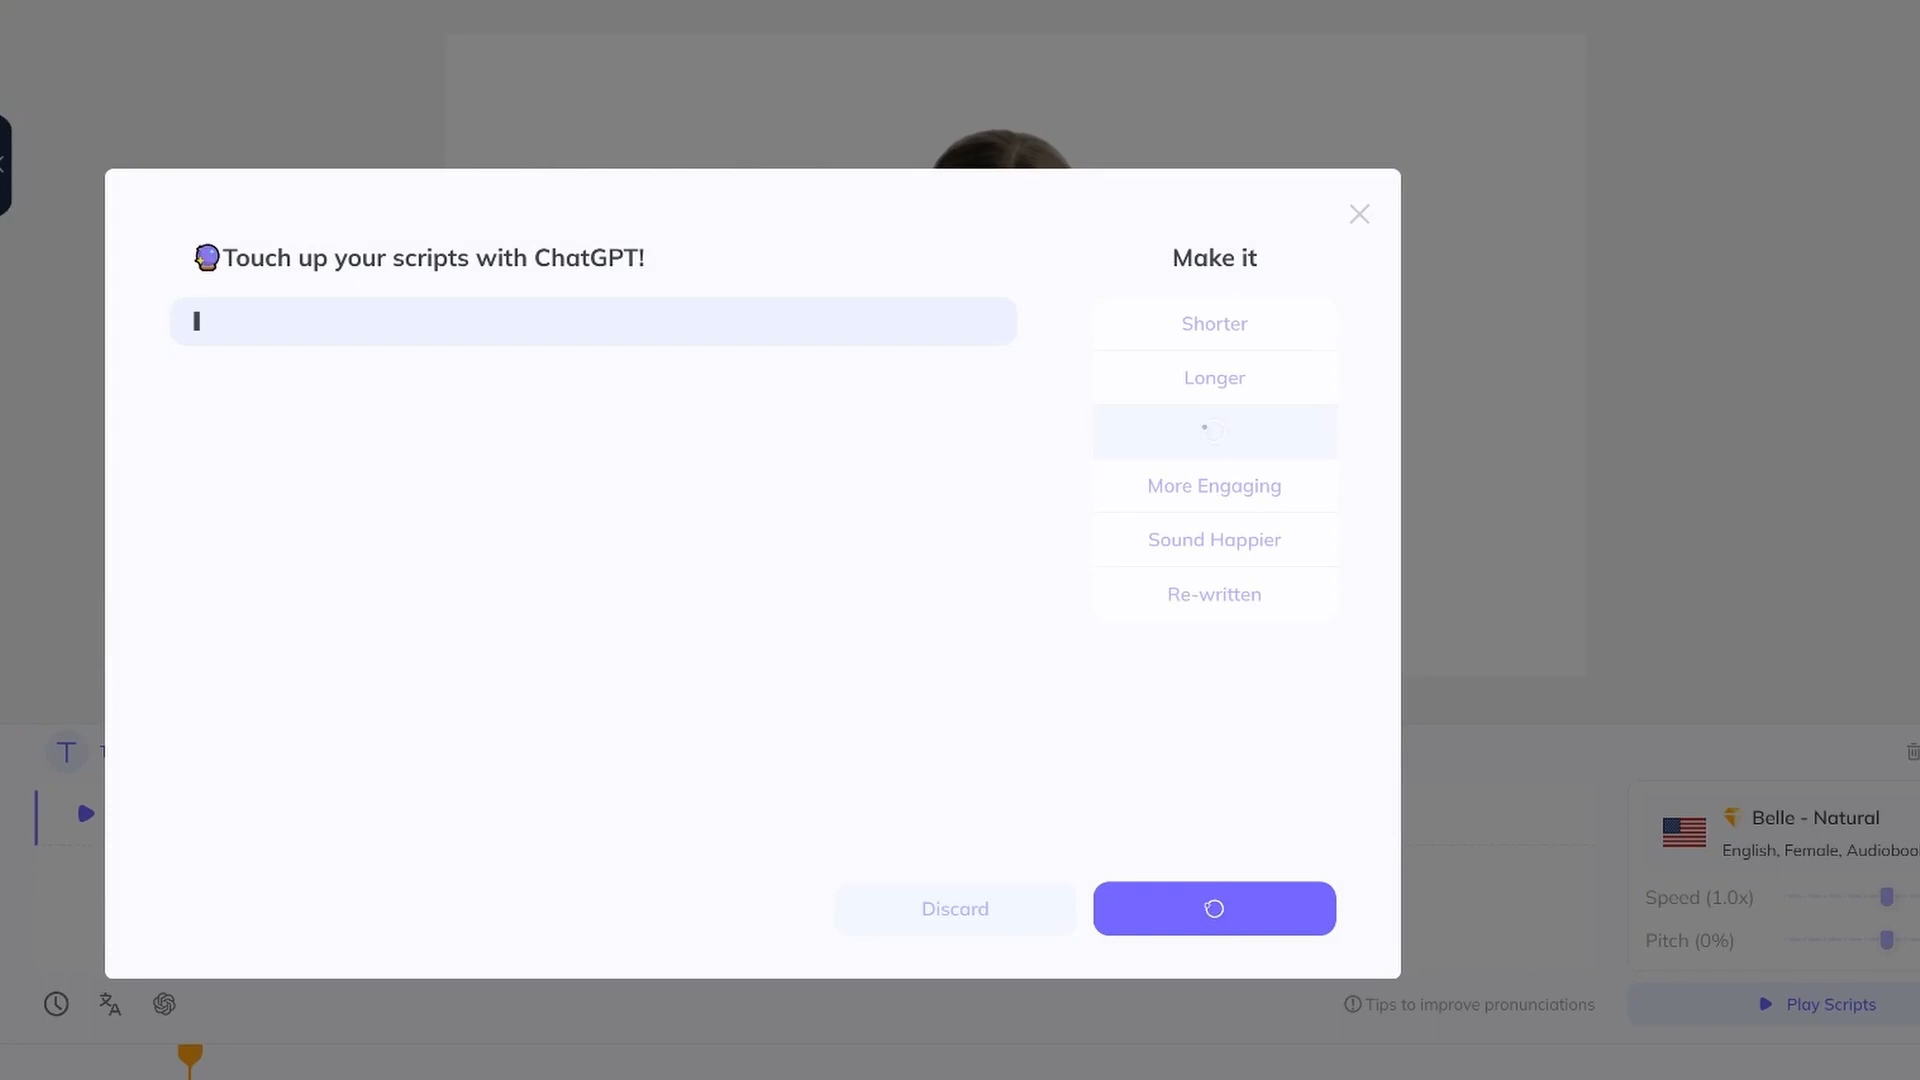 Touch up your scripts with ChatGPT!
Make it
Shorter
Longer
More Engaging
Sound Happier
Re-written
Discard
T
Belle - Natural
English, Female,
Speed (1.0x)
Pitch (0%)
Tips to improve pronunciations
Play Scripts